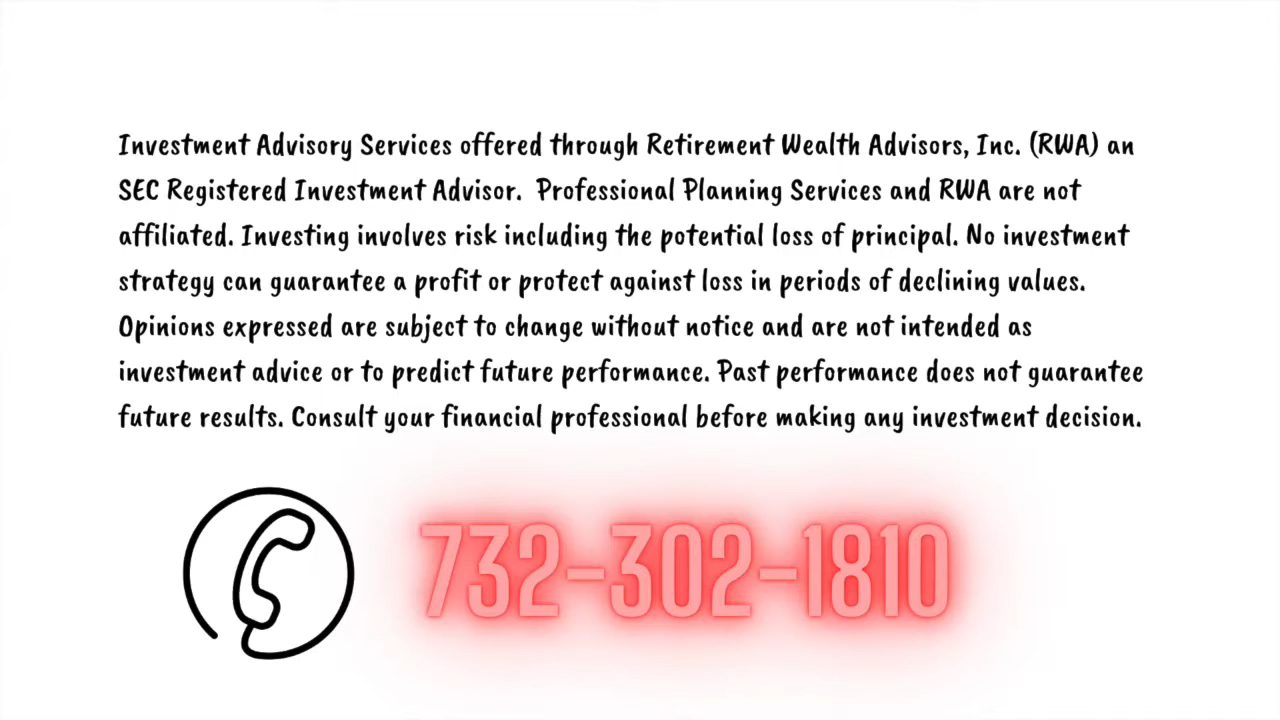 Investment Advisory Services offered through Retirement Wealth Advisors, Inc. (RWA) an
SEC Registered Investment Advisor.  Professional Planning Services and RWA are not
affiliated. Investing involves risk including the potential loss of principal. No investment
strategy can guarantee a profit or protect against loss in periods of declining values.
Opinions expressed are subject to change without notice and are not intended as
investment advice or to predict future performance. Past performance does not guarantee
future results. Consult your financial professional before making any investment decision.
732-302-1810